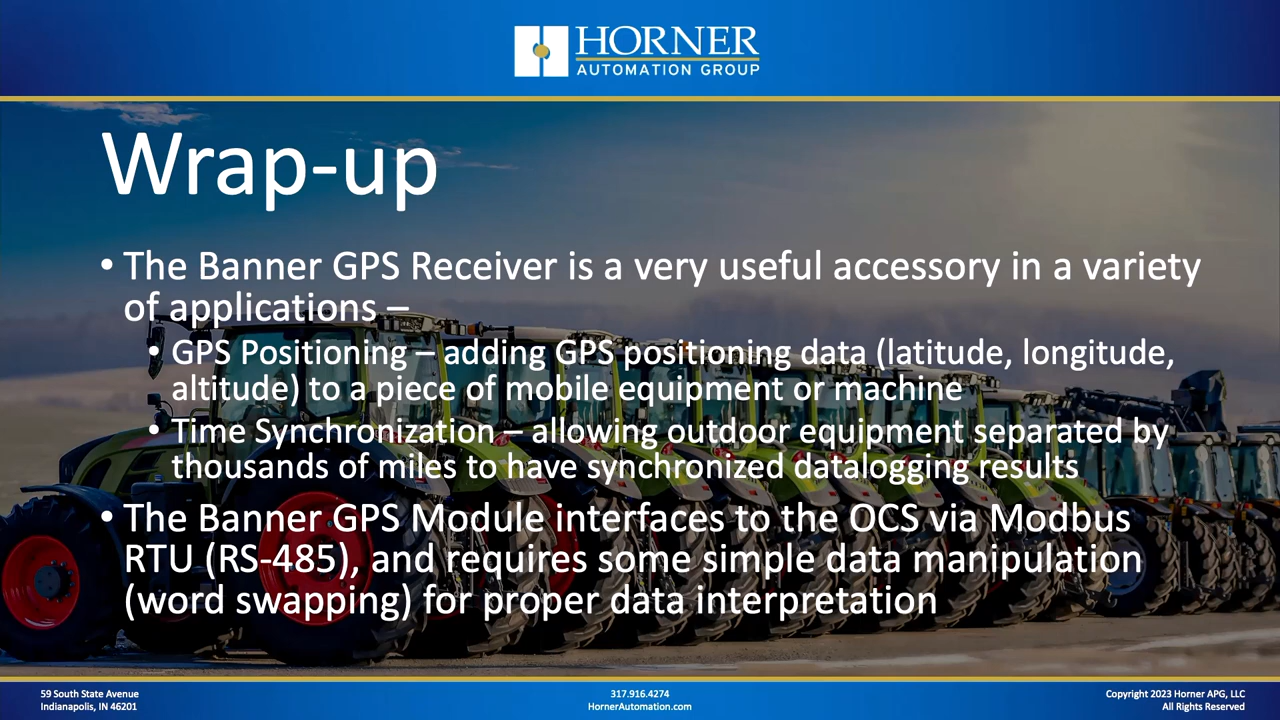 HORNER
AUTOMATION GROUP
Wrap-up
• The Banner GPS Receiver is a very useful accessory in a variety
of applications –
• GPS Positioning – adding GPS positioning data (latitude, longitude,
altitude) to a piece of mobile equipment or machine
• Time Synchronization – allowing outdoor equipment separated by
thousands of miles to have synchronized datalogging results
• The Banner GPS Module interfaces to the OCS via Modbus
RTU (RS-485), and requires some simple data manipulation
(word swapping) for proper data interpretation
59 South State Avenue
Indianapolis, IN 46201
317.916.4274
HornerAutomation.com
Copyright 2023 Horner APG, LLC
All Rights Reserved